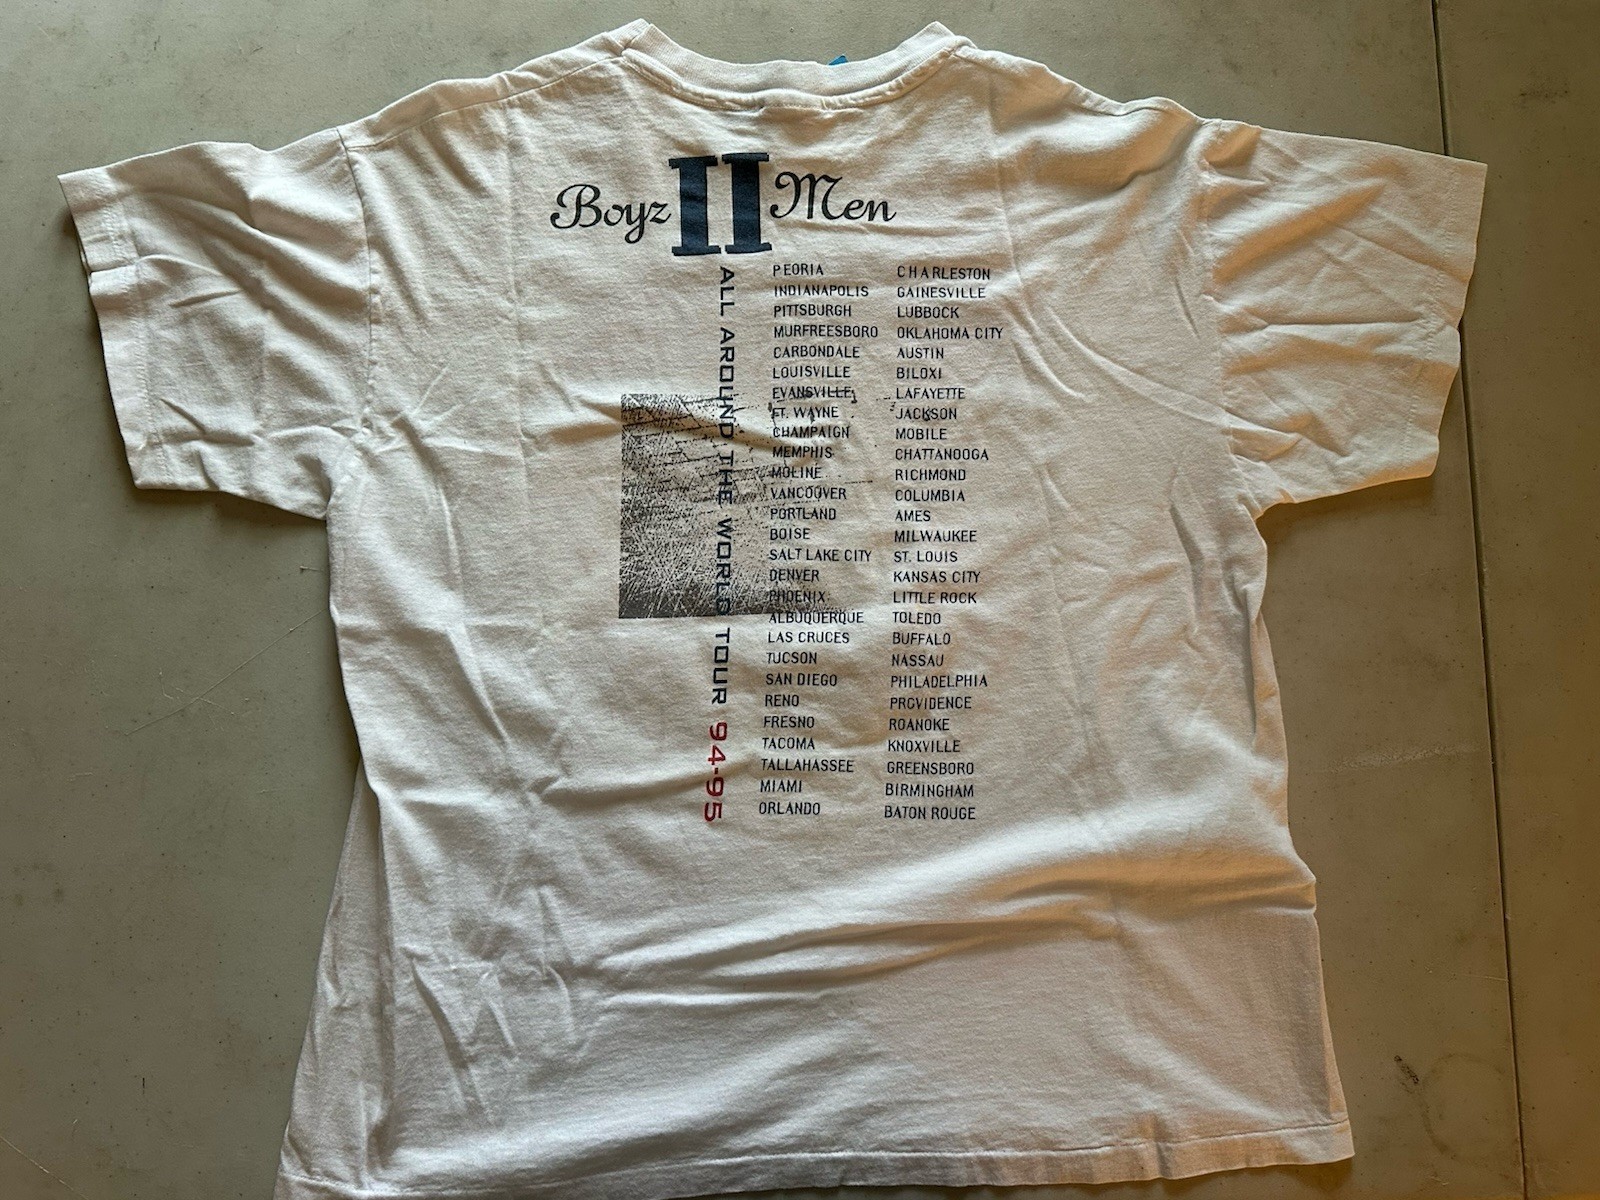 Boyz II Men
ALL AROUND THE WORLD TOUR 94-95
PEORIA
INDIANAPOLIS
PITTSBURGH
MURFREESBORO
CARBONDALE
LOUISVILLE
EVANSVILLE
FT. WAYNE
CHAMPAIGN
MEMPHIS
MOLINE
VANCOUVER
PORTLAND
BOISE
SALT LAKE CITY
DENVER
PHOENIX
ALBUQUERQUE
LAS CRUCES
TUCSON
SAN DIEGO
RENO
FRESNO
TACOMA
TALLAHASSEE
MIAMI
ORLANDO
CHARLESTON
GAINESVILLE
LUBBOCK
OKLAHOMA CITY
AUSTIN
BILOXI
LAFAYETTE
JACKSON
MOBILE
CHATTANOOGA
RICHMOND
COLUMBIA
AMES
MILWAUKEE
ST. LOUIS
KANSAS CITY
LITTLE ROCK
TOLEDO
BUFFALO
NASSAU
PHILADELPHIA
PROVIDENCE
ROANOKE
KNOXVILLE
GREENSBORO
BIRMINGHAM
BATON ROUGE